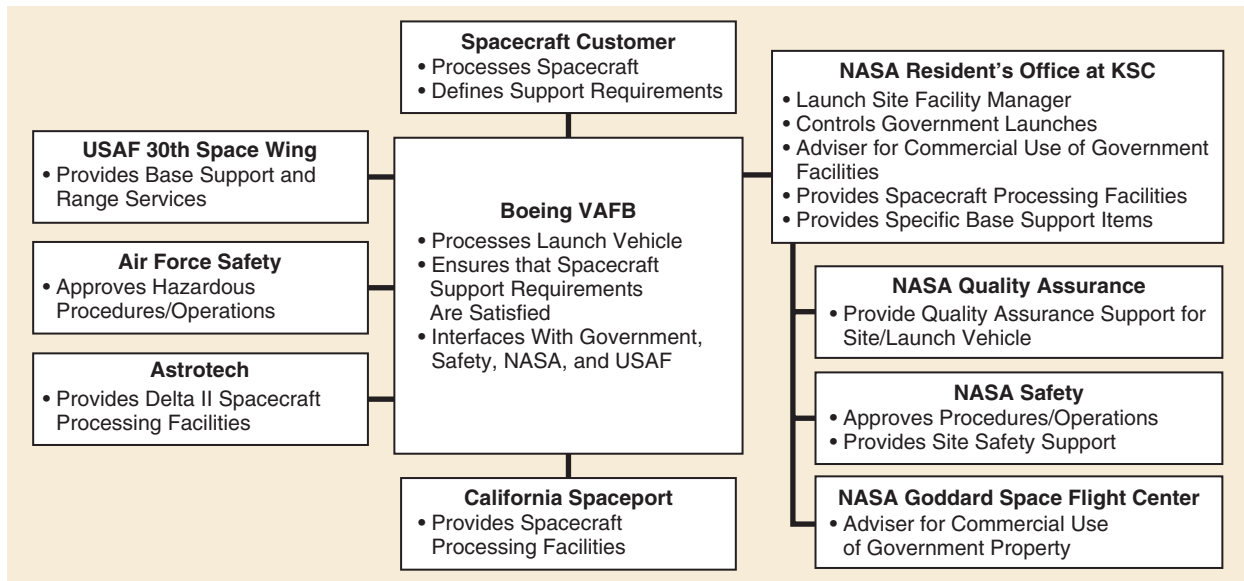 Spacecraft Customer
• Processes Spacecraft
• Defines Support Requirements
USAF 30th Space Wing
• Provides Base Support and
Range Services
Air Force Safety
• Approves Hazardous
Procedures/Operations
Astrotech
• Provides Delta II Spacecraft
Processing Facilities
Boeing VAFB
• Processes Launch Vehicle
• Ensures that Spacecraft
Support Requirements
Are Satisfied
• Interfaces With Government,
Safety, NASA, and USAF
California Spaceport
• Provides Spacecraft
Processing Facilities
NASA Resident's Office at KSC
• Launch Site Facility Manager
• Controls Government Launches
• Adviser for Commercial Use of Government
Facilities
• Provides Spacecraft Processing Facilities
• Provides Specific Base Support Items
NASA Quality Assurance
• Provide Quality Assurance Support for
Site/Launch Vehicle
NASA Safety
• Approves Procedures/Operations
• Provides Site Safety Support
NASA Goddard Space Flight Center
• Adviser for Commercial Use
of Government Property